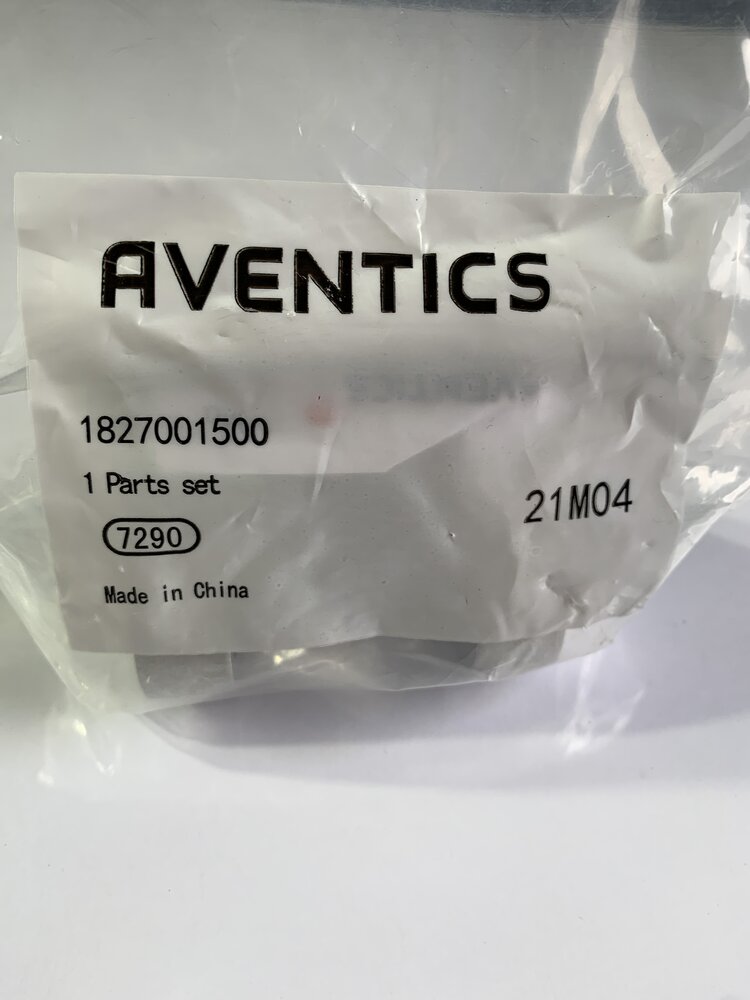 AVENTICS
1827001500
1 Parts set
7290
21M04
Made in China